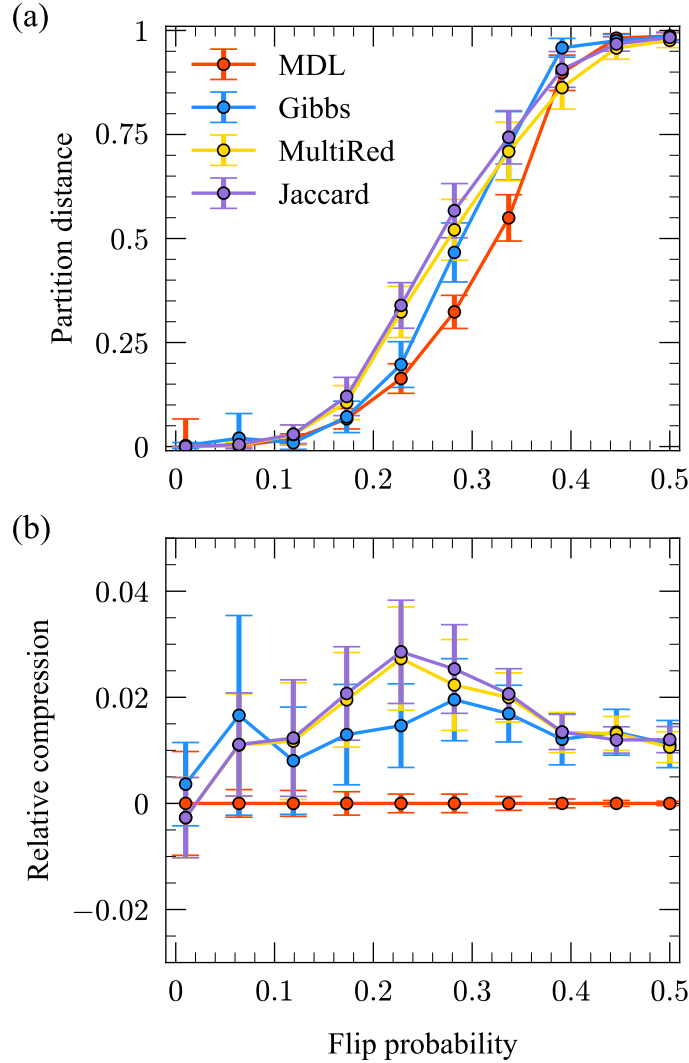 (a)
1
0.75
0.5
0.25
0
Partition distance
MDL
Gibbs
MultiRed
Jaccard
0 0.1 0.2 0.3 0.4 0.5
(b)
0.04
0.02
0
−0.02
Relative compression
0 0.1 0.2 0.3 0.4 0.5
Flip probability